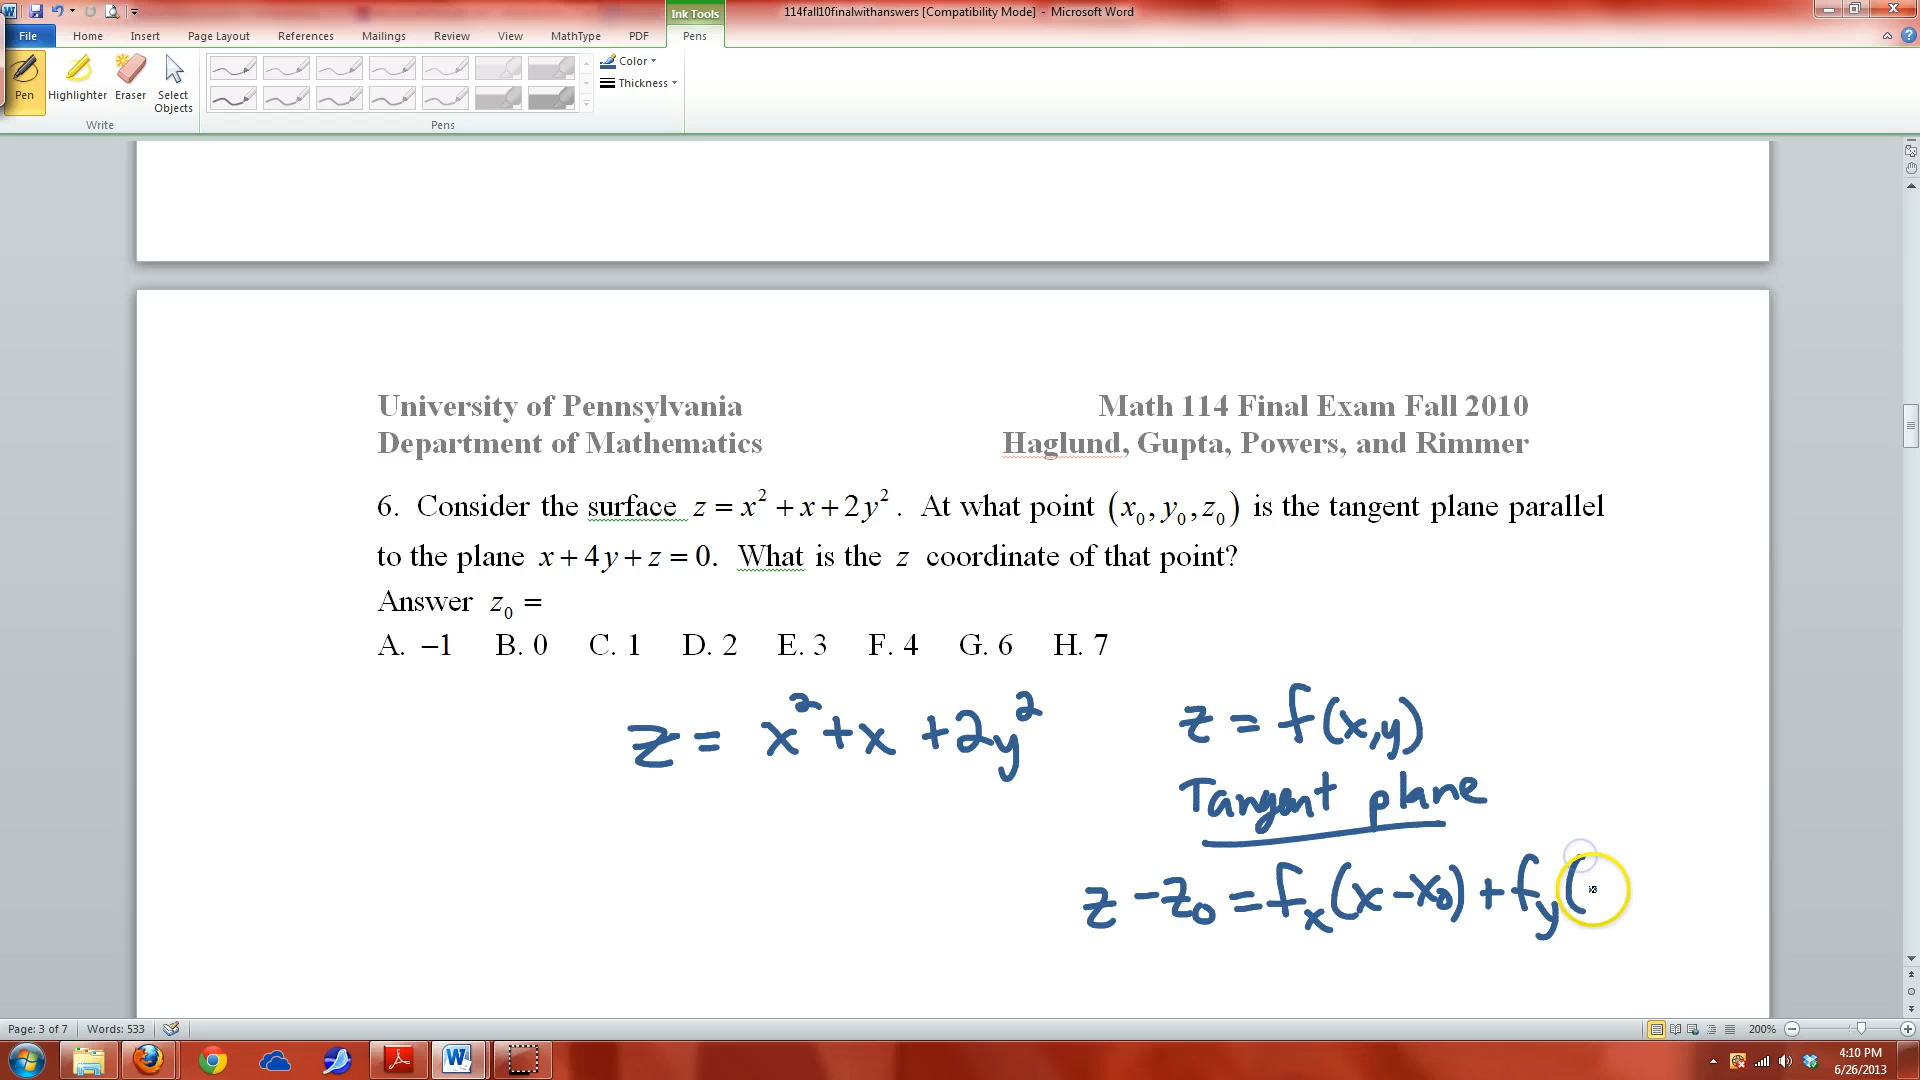 114fall10finalwithanswers [Compatibility Mode] - Microsoft Word
Ink Tools
File Home Insert Page Layout References Mailings Review View MathType PDF Pens
Pen Highlighter Eraser Select Objects
Color
Thickness
Write Pens
University of Pennsylvania Math 114 Final Exam Fall 2010
Department of Mathematics Haglund, Gupta, Powers, and Rimmer
6. Consider the surface z = x² + x + 2y². At what point (x₀, y₀, z₀) is the tangent plane parallel
to the plane x + 4y + z = 0. What is the z coordinate of that point?
Answer z₀ =
A. −1 B. 0 C. 1 D. 2 E. 3 F. 4 G. 6 H. 7
z = x² + x + 2y² z = f(x,y)
Tangent plane
z − z₀ = fₓ(x − x₀) + f_y(
Page: 3 of 7 Words: 533 200%
4:10 PM
6/26/2013